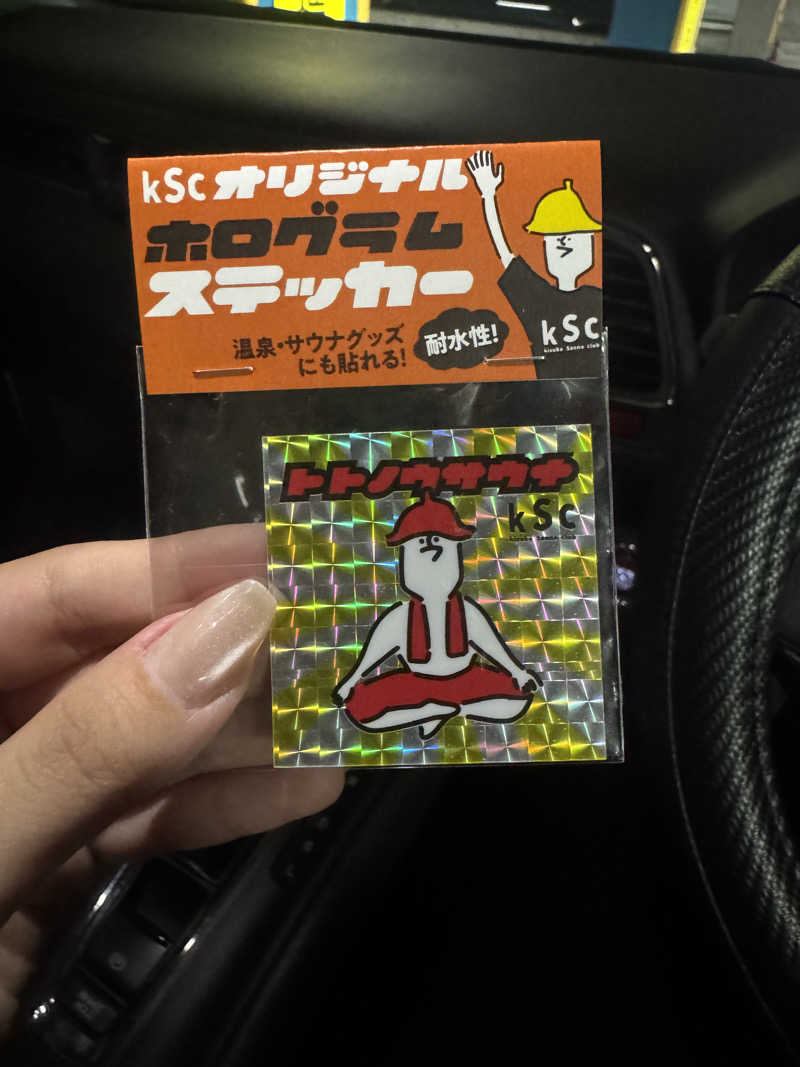 kSc オリジナル
ホログラム
ステッカー
温泉・サウナグッズ
にも貼れる!
耐水性!
kSc
トトノウサウナ
kSc